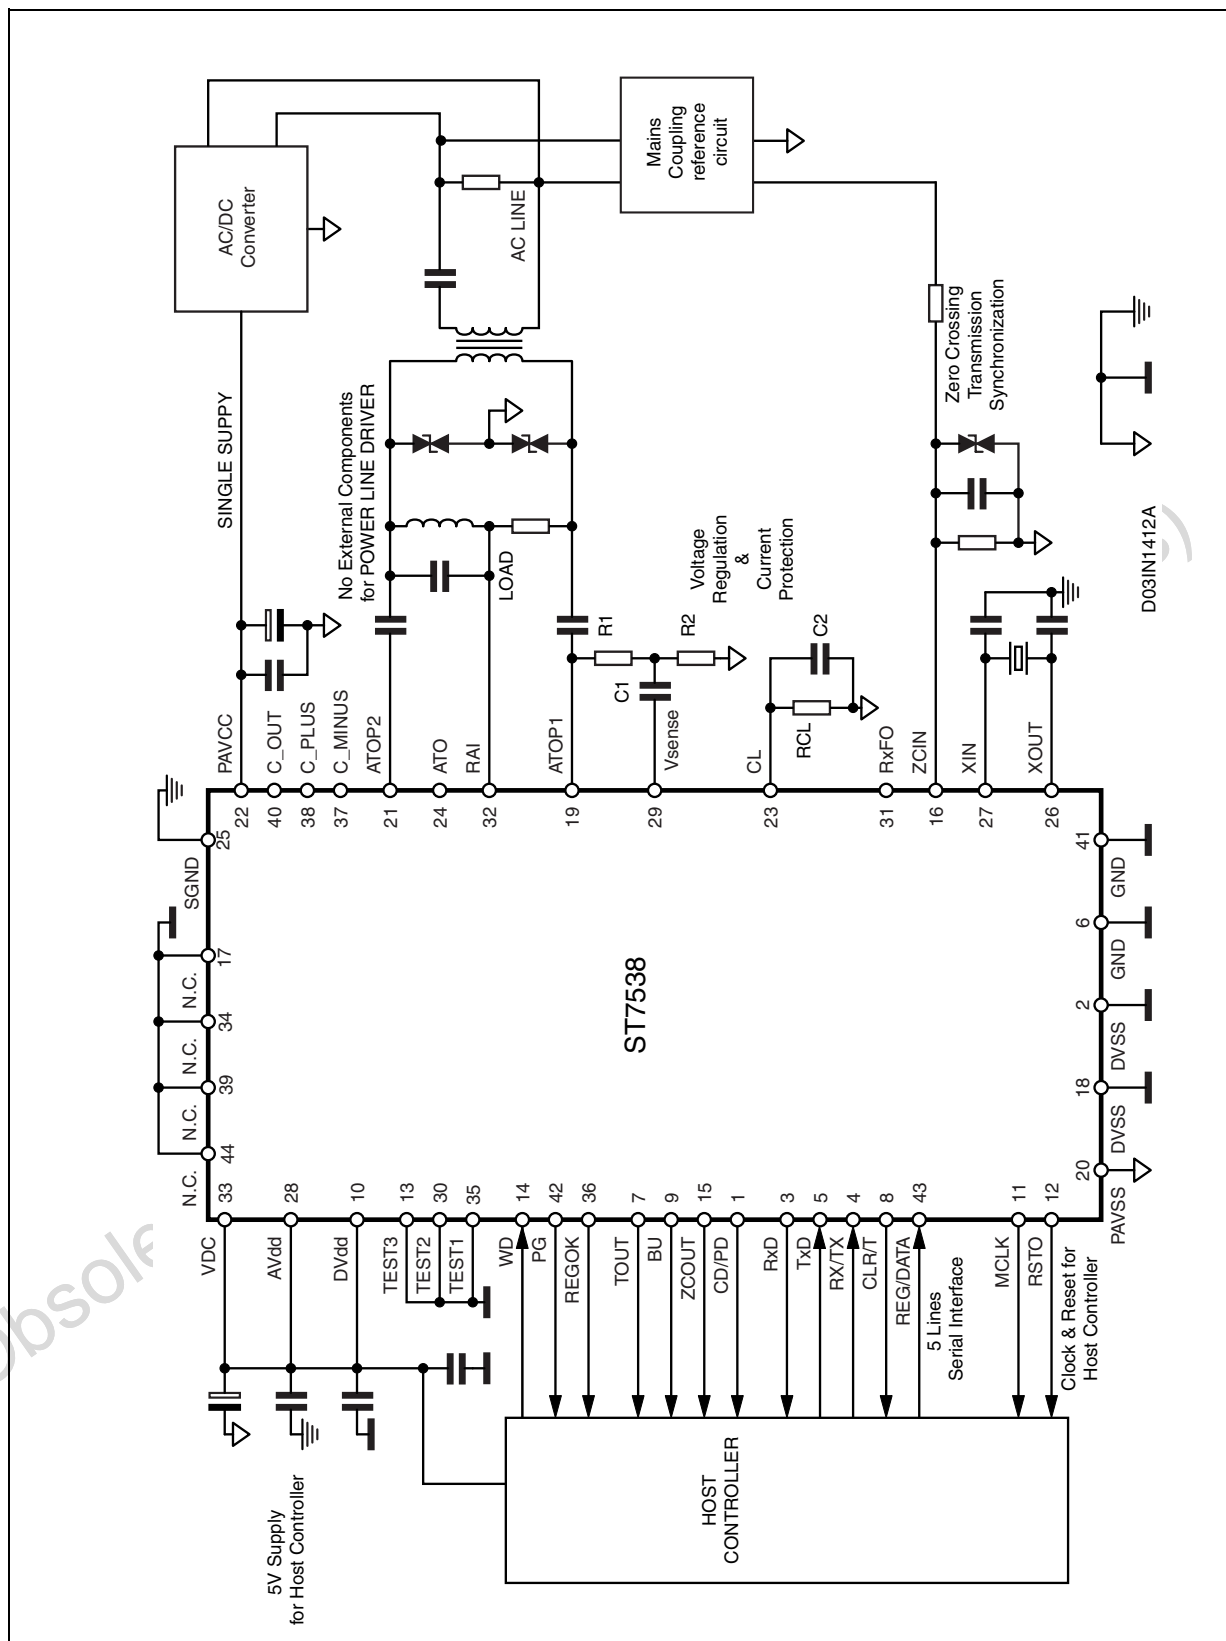 AC/DC
Converter
Mains
Coupling
reference
circuit
AC LINE
SINGLE SUPPY
No External Components
for POWER LINE DRIVER
LOAD
Voltage
Regulation
&
Current
Protection
R1
R2
C1
C2
RCL
Zero Crossing
Transmission
Synchronization
D03IN1412A
PAVCC
C_OUT
C_PLUS
C_MINUS
ATOP2
ATO
RAI
ATOP1
Vsense
CL
RxFO
ZCIN
XIN
XOUT
22
40
38
37
21
24
32
19
29
23
31
16
27
26
25
SGND
17
N.C.
34
N.C.
39
N.C.
44
N.C.
ST7538
41
GND
6
GND
2
DVSS
18
DVSS
20
PAVSS
33
28
10
13
30
35
14
42
36
7
9
15
1
3
5
4
8
43
11
12
VDC
AVdd
DVdd
TEST3
TEST2
TEST1
WD
PG
REGOK
TOUT
BU
ZCOUT
CD/PD
RxD
TxD
RX/TX
CLR/T
REG/DATA
MCLK
RSTO
5 Lines
Serial Interface
Clock & Reset for
Host Controller
5V Supply
for Host Controller
HOST
CONTROLLER